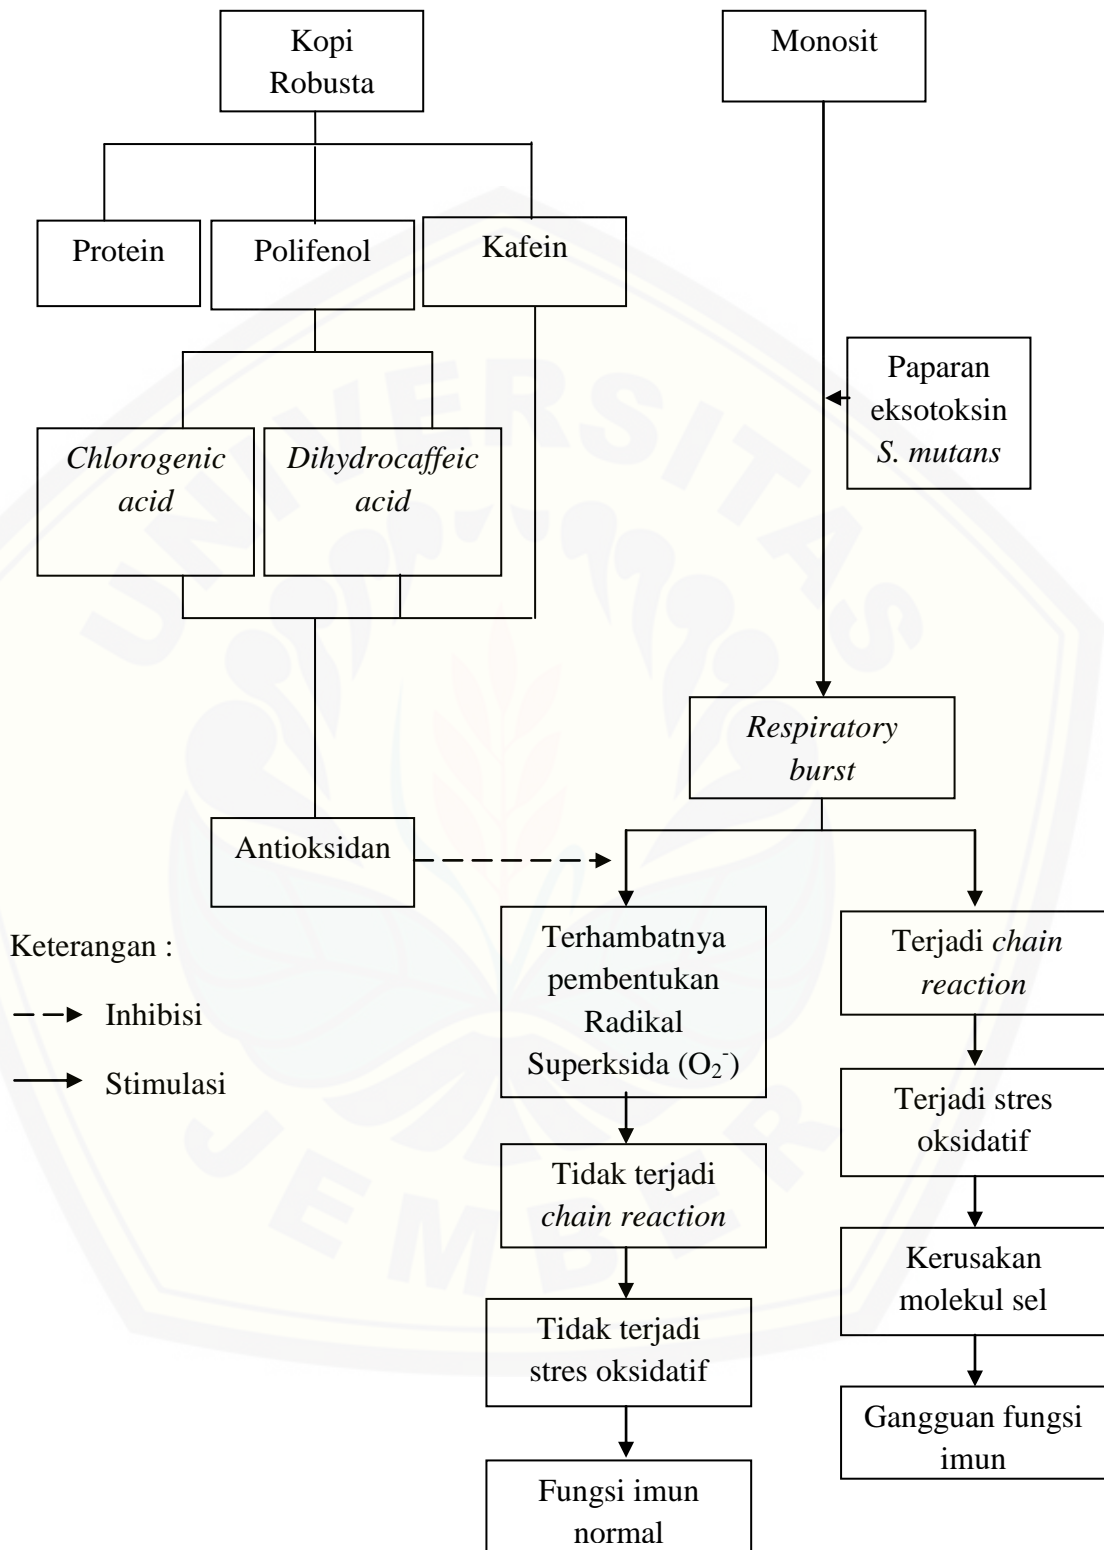 Kopi
Robusta
Monosit
Protein
Polifenol
Kafein
Paparan
eksotoksin
S. mutans
Chlorogenic
acid
Dihydrocaffeic
acid
Respiratory
burst
Antioksidan
Terhambatnya
pembentukan
Radikal
Superksida (O₂⁻)
Terjadi chain
reaction
Keterangan :
Inhibisi
Stimulasi
Terjadi stres
oksidatif
Tidak terjadi
chain reaction
Kerusakan
molekul sel
Tidak terjadi
stres oksidatif
Gangguan fungsi
imun
Fungsi imun
normal
UNIVERSITAS
JEMBER